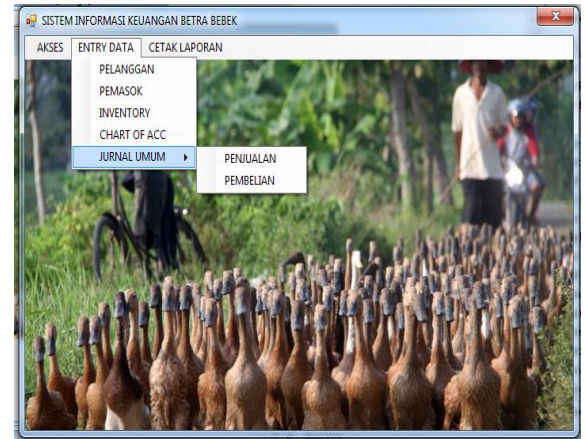 SISTEM INFORMASI KEUANGAN BETRA BEBEK
AKSES ENTRY DATA CETAK LAPORAN
PELANGGAN
PEMASOK
INVENTORY
CHART OF ACC
JURNAL UMUM PENJUALAN
PEMBELIAN